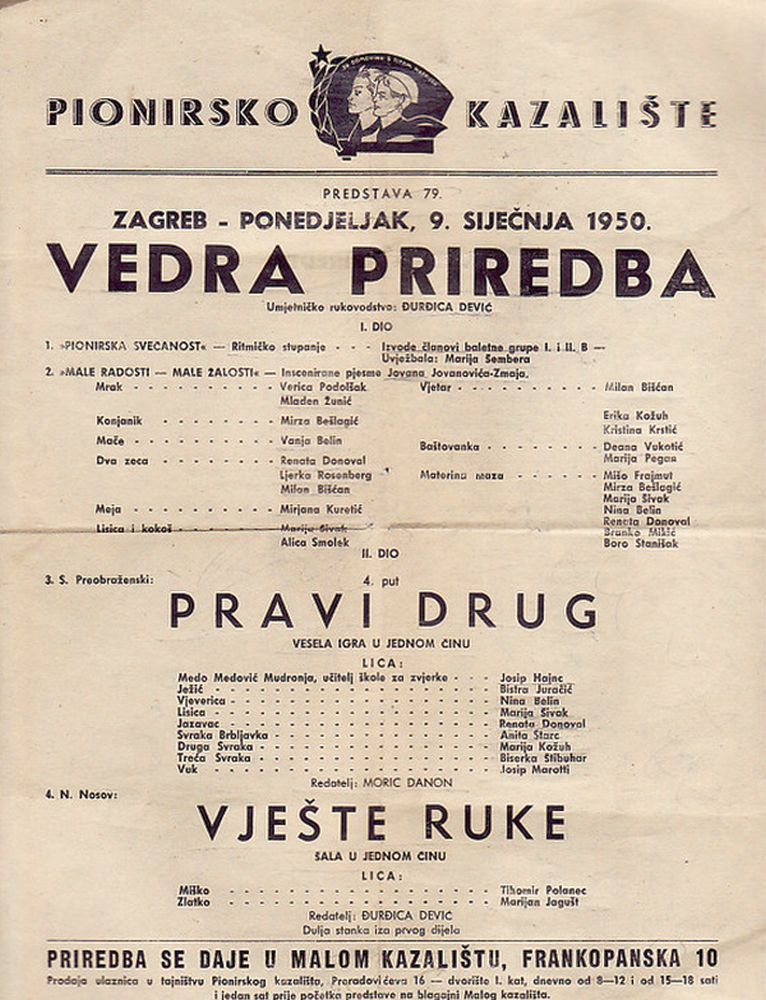 PIONIRSKO KAZALIŠTE
PREDSTAVA 79.
ZAGREB - PONEDJELJAK, 9. SIJEČNJA 1950.
VEDRA PRIREDBA
Umjetničko rukovodstvo: ĐURĐICA DEVIĆ
I. DIO
1. »PIONIRSKA SVEČANOST« — Ritmičko stupanje - - - Izvode članovi baletne grupe I. i II. B —
Uvježbala: Marija Šembera
2. »MALE RADOSTI — MALE ŽALOSTI« — Inscenirane pjesme Jovana Jovanovića-Zmaja.
Mrak - - - - - - - - - - Verica Podolšak
Mladen Žunić
Konjanik - - - - - - - - Mirza Bešlagić
Mače - - - - - - - - - - Vanja Belin
Dva zeca - - - - - - - - Renata Donoval
Ljerka Rosenberg
Milan Bišćan
Meja - - - - - - - - - - Mirjana Kuretić
Lisica i kokoš - - - - - - Marija Sivak
Alica Smolek
Vjetar - - - - - - - - - - Milan Bišćan
Erika Kožuh
Kristina Krstić
Baštovanka - - - - - - - - Deana Vukotić
Marija Pegan
Materina maza - - - - - - Mišo Frajmut
Mirza Bešlagić
Marija Sivak
Nina Belin
Renata Donoval
Branko Mikić
Boro Stanišak
II. DIO
3. S. Preobraženski: 4. put
PRAVI DRUG
VESELA IGRA U JEDNOM ČINU
LICA:
Medo Medović Mudronja, učitelj škole za zvjerke - - - Josip Hajnc
Ježić - - - - - - - - - - - - - - - - Bistra Juračić
Vjeverica - - - - - - - - - - - - - - - Nina Belin
Lisica - - - - - - - - - - - - - - - - Marija Sivak
Jazavac - - - - - - - - - - - - - - - Renata Donoval
Svraka Brbljavka - - - - - - - - - - - - Anita Starc
Druga Svraka - - - - - - - - - - - - - Marija Kožuh
Treća Svraka - - - - - - - - - - - - - Biserka Štibuhar
Vuk - - - - - - - - - - - - - - - - - Josip Marotti
Redatelj: MORIC DANON
4. N. Nosov:
VJEŠTE RUKE
ŠALA U JEDNOM ČINU
LICA:
Miško - - - - - - - - - - - - - - - - Tihomir Polanec
Zlatko - - - - - - - - - - - - - - - - Marijan Jagušt
Redatelj: ĐURĐICA DEVIĆ
Dulja stanka iza prvog dijela
PRIREDBA SE DAJE U MALOM KAZALIŠTU, FRANKOPANSKA 10
Prodaja ulaznica u tajništvu Pionirskog kazališta, Preradovićeva 16 — dvorište I. kat, dnevno od 8—12 i od 15—18 sati
i jedan sat prije početka predstave na blagajni Malog kazališta.